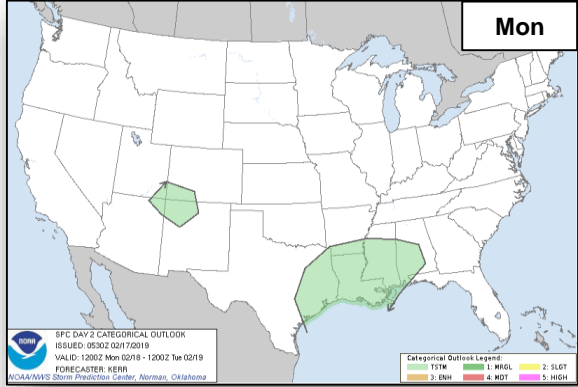 Mon
SPC DAY 2 CATEGORICAL OUTLOOK
ISSUED: 0530Z 02/17/2019
VALID: 1200Z Mon 02/18 - 1200Z Tue 02/19
FORECASTER: KERR
NOAA/NWS Storm Prediction Center, Norman, Oklahoma
NOAA
Categorical Outlook Legend:
TSTM 1: MRGL 2: SLGT
3: ENH 4: MDT 5: HIGH